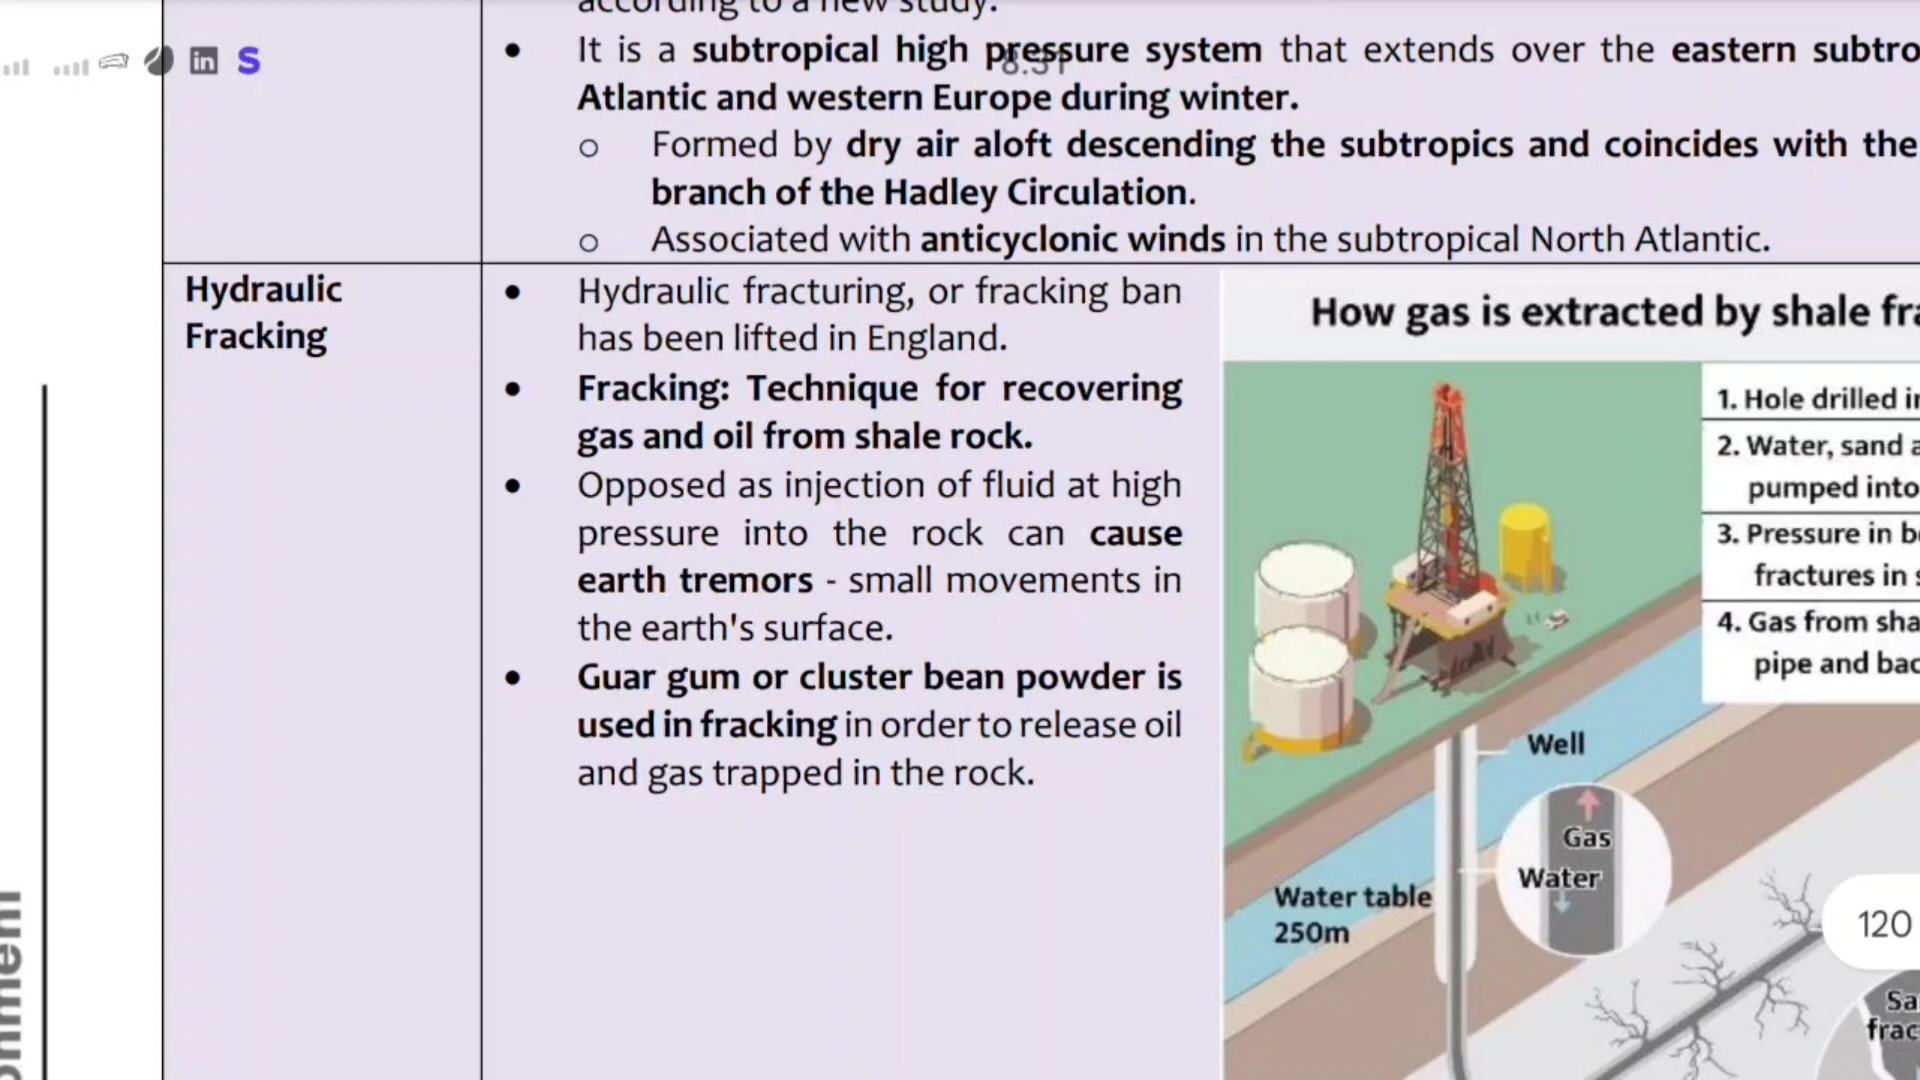 according to a new study.
in S
8:31
• It is a subtropical high pressure system that extends over the eastern
Atlantic and western Europe during winter.
o Formed by dry air aloft descending the subtropics and coincides with the
branch of the Hadley Circulation.
o Associated with anticyclonic winds in the subtropical North Atlantic.
Hydraulic
Fracking
• Hydraulic fracturing, or fracking ban
has been lifted in England.
• Fracking: Technique for recovering
gas and oil from shale rock.
• Opposed as injection of fluid at high
pressure into the rock can cause
earth tremors - small movements in
the earth's surface.
• Guar gum or cluster bean powder is
used in fracking in order to release oil
and gas trapped in the rock.
How gas is extracted by shale
1. Hole drilled
2. Water, sand
pumped into
3. Pressure in
fractures in
4. Gas from
pipe and
Well
Gas
Water
Water table
250m
120